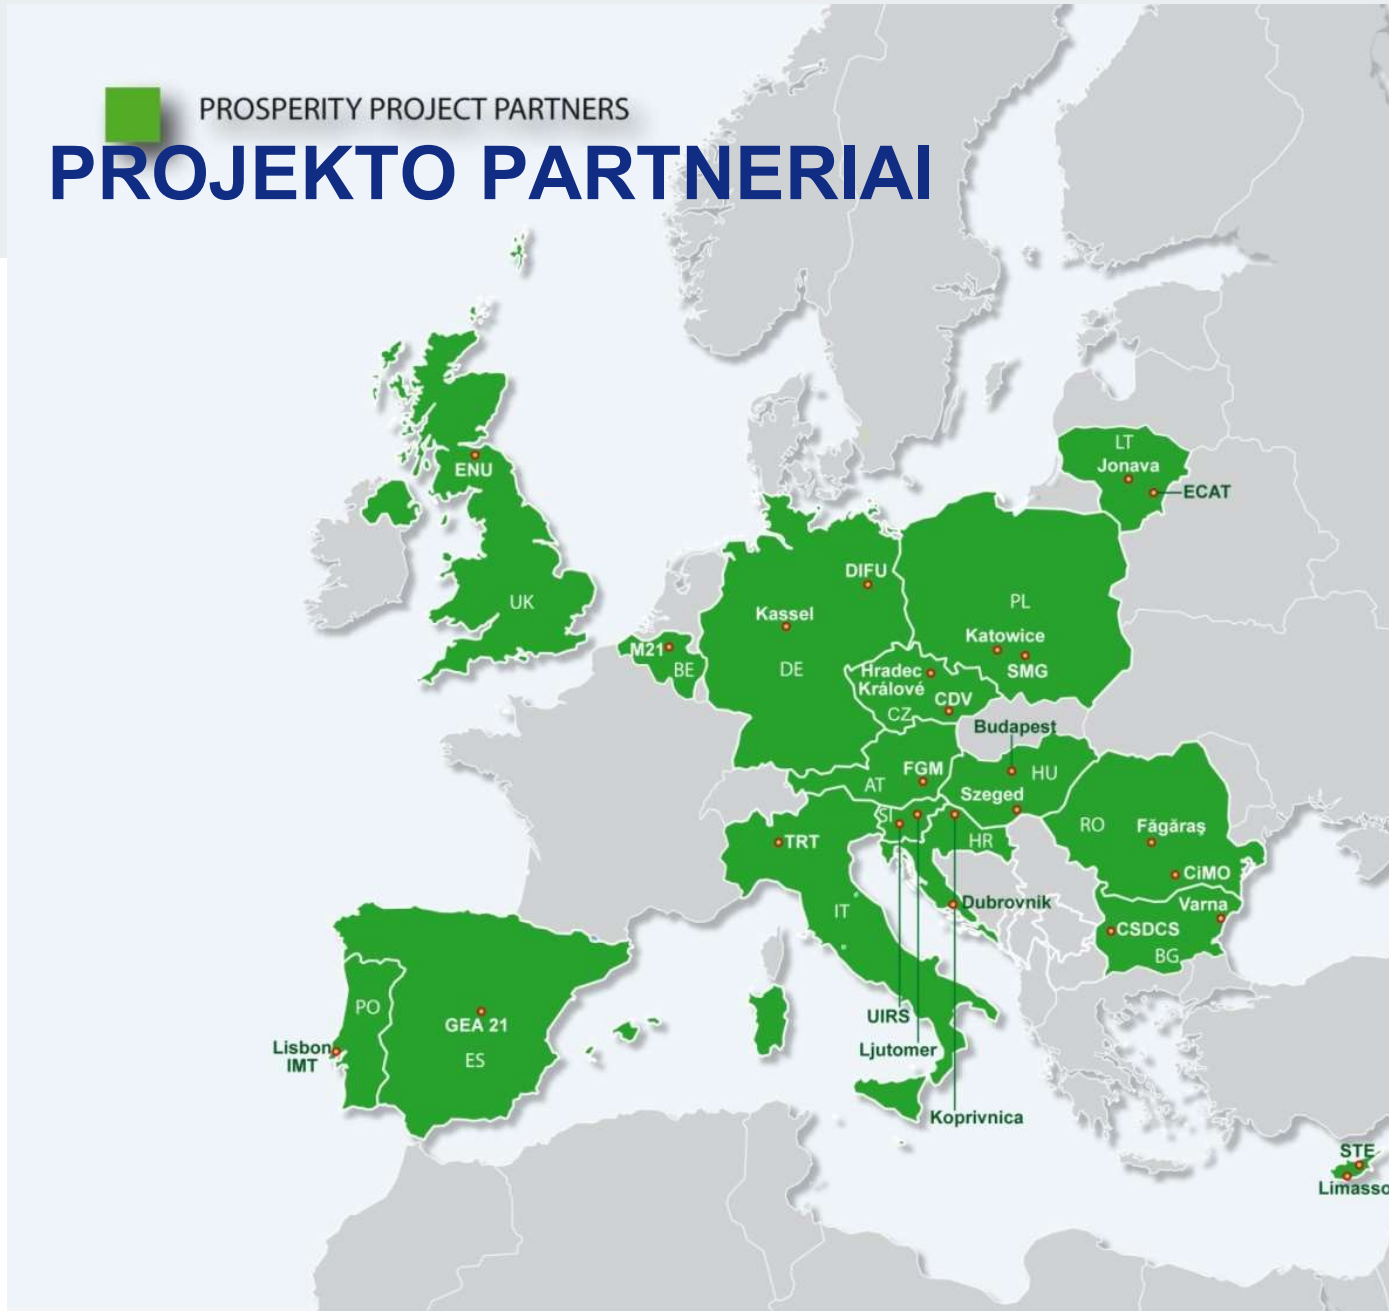 PROSPERITY PROJECT PARTNERS
PROJEKTO PARTNERIAI
LT
Jonava
ECAT
ENU
UK
DIFU
Kassel
DE
PL
Katowice
SMG
M21
BE
Hradec
Králové
CDV
CZ
Budapest
HU
FGM
AT
Szeged
SI
HR
RO
Făgăraş
CiMO
TRT
IT
Dubrovnik
Varna
CSDCS
BG
PO
GEA 21
ES
Lisbon
IMT
UIRS
Ljutomer
Koprivnica
STE
Limasso